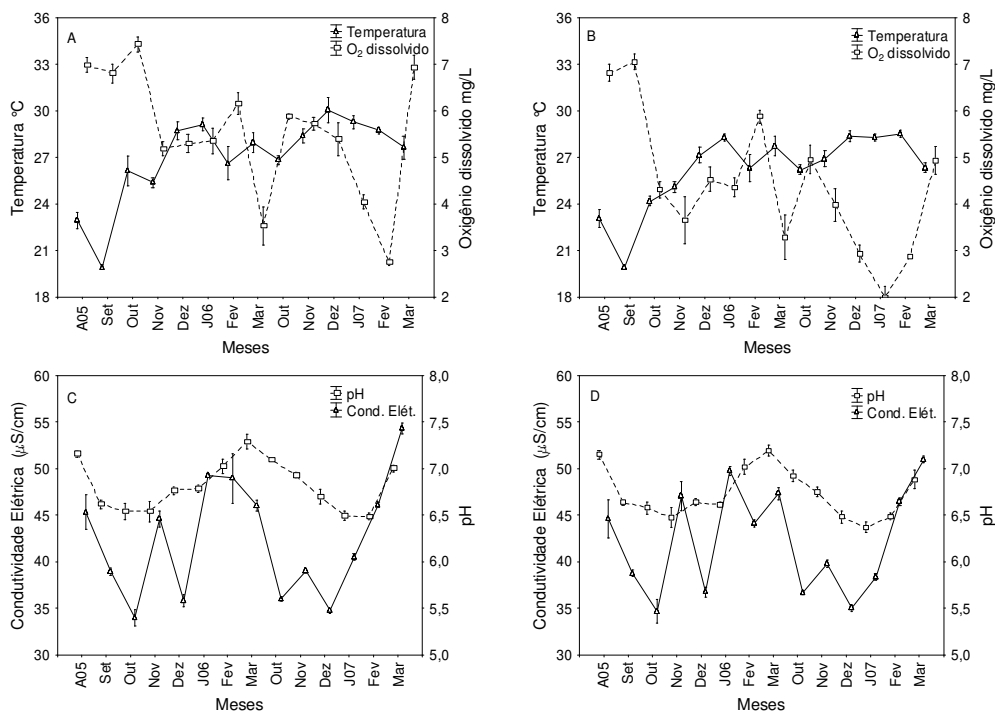 A
Temperatura
O₂ dissolvido
Temperatura °C
36
33
30
27
24
21
18
8
7
6
5
4
3
2
Oxigênio dissolvido mg/L
A05 Set Out Nov Dez J06 Fev Mar Out Nov Dez J07 Fev Mar
Meses
B
Temperatura
O₂ dissolvido
Temperatura °C
36
33
30
27
24
21
18
8
7
6
5
4
3
2
Oxigênio dissolvido mg/L
A05 Set Out Nov Dez J06 Fev Mar Out Nov Dez J07 Fev Mar
Meses
C
pH
Cond. Elét.
Condutividade Elétrica (µS/cm)
60
55
50
45
40
35
30
8,0
7,5
7,0
6,5
6,0
5,5
5,0
pH
A05 Set Out Nov Dez J06 Fev Mar Out Nov Dez J07 Fev Mar
Meses
D
pH
Cond. Elét.
Condutividade Elétrica (µS/cm)
60
55
50
45
40
35
30
8,0
7,5
7,0
6,5
6,0
5,5
5,0
pH
A05 Set Out Nov Dez J06 Fev Mar Out Nov Dez J07 Fev Mar
Meses